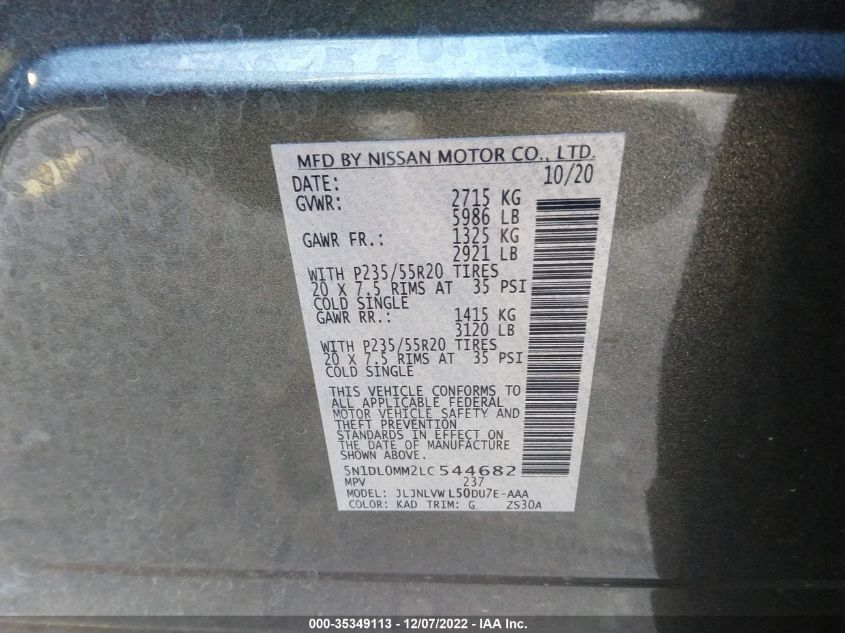 MFD BY NISSAN MOTOR CO., LTD.
DATE: 10/20
GVWR: 2715 KG
5986 LB
GAWR FR.: 1325 KG
2921 LB
WITH P235/55R20 TIRES
20 X 7.5 RIMS AT 35 PSI
COLD SINGLE
GAWR RR.: 1415 KG
3120 LB
WITH P235/55R20 TIRES
20 X 7.5 RIMS AT 35 PSI
COLD SINGLE
THIS VEHICLE CONFORMS TO
ALL APPLICABLE FEDERAL
MOTOR VEHICLE SAFETY AND
THEFT PREVENTION
STANDARDS IN EFFECT ON
THE DATE OF MANUFACTURE
SHOWN ABOVE.
5N1DL0MM2LC544682
MPV 237
MODEL: JLJNLVWL50DU7E-AAA
COLOR: KAD TRIM: G ZS30A
000-35349113 - 12/07/2022 - IAA Inc.